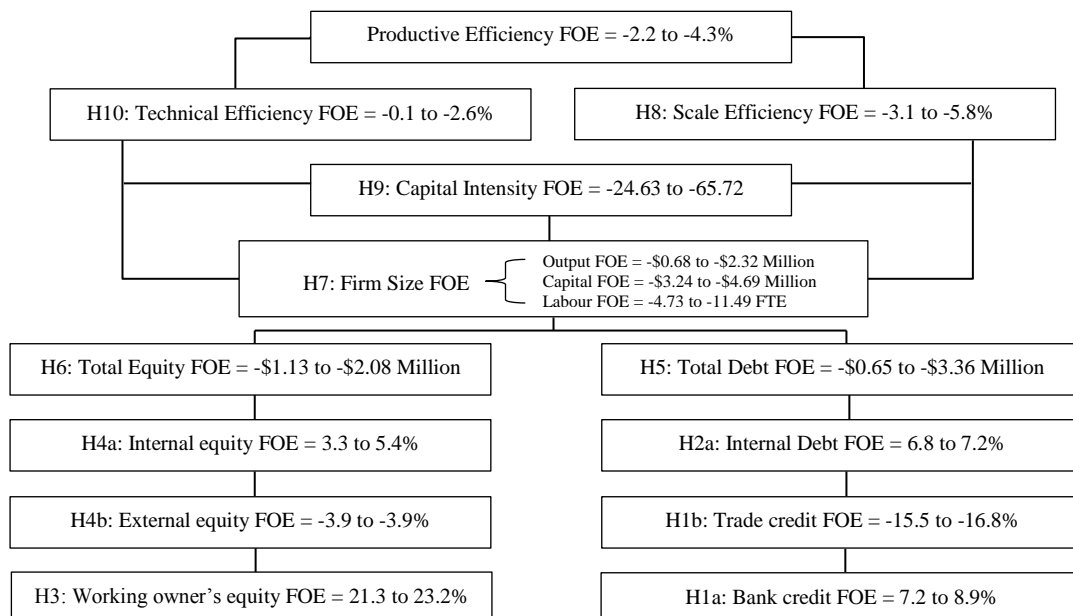 Productive Efficiency FOE = -2.2 to -4.3%
H10: Technical Efficiency FOE = -0.1 to -2.6%
H8: Scale Efficiency FOE = -3.1 to -5.8%
H9: Capital Intensity FOE = -24.63 to -65.72
H7: Firm Size FOE
Output FOE = -$0.68 to -$2.32 Million
Capital FOE = -$3.24 to -$4.69 Million
Labour FOE = -4.73 to -11.49 FTE
H6: Total Equity FOE = -$1.13 to -$2.08 Million
H5: Total Debt FOE = -$0.65 to -$3.36 Million
H4a: Internal equity FOE = 3.3 to 5.4%
H2a: Internal Debt FOE = 6.8 to 7.2%
H4b: External equity FOE = -3.9 to -3.9%
H1b: Trade credit FOE = -15.5 to -16.8%
H3: Working owner’s equity FOE = 21.3 to 23.2%
H1a: Bank credit FOE = 7.2 to 8.9%